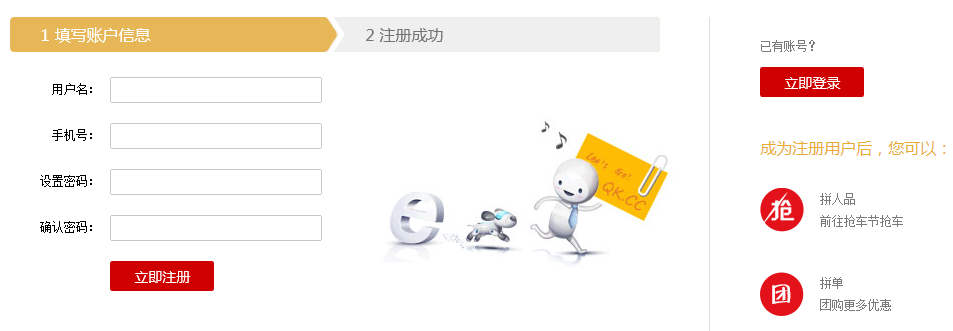 1 填写账户信息
2 注册成功
用户名：
手机号：
设置密码：
确认密码：
立即注册
Let's Go!
QK.CC
e
已有账号？
立即登录
成为注册用户后，您可以：
抢
拼人品
前往抢车节抢车
团
拼单
团购更多优惠